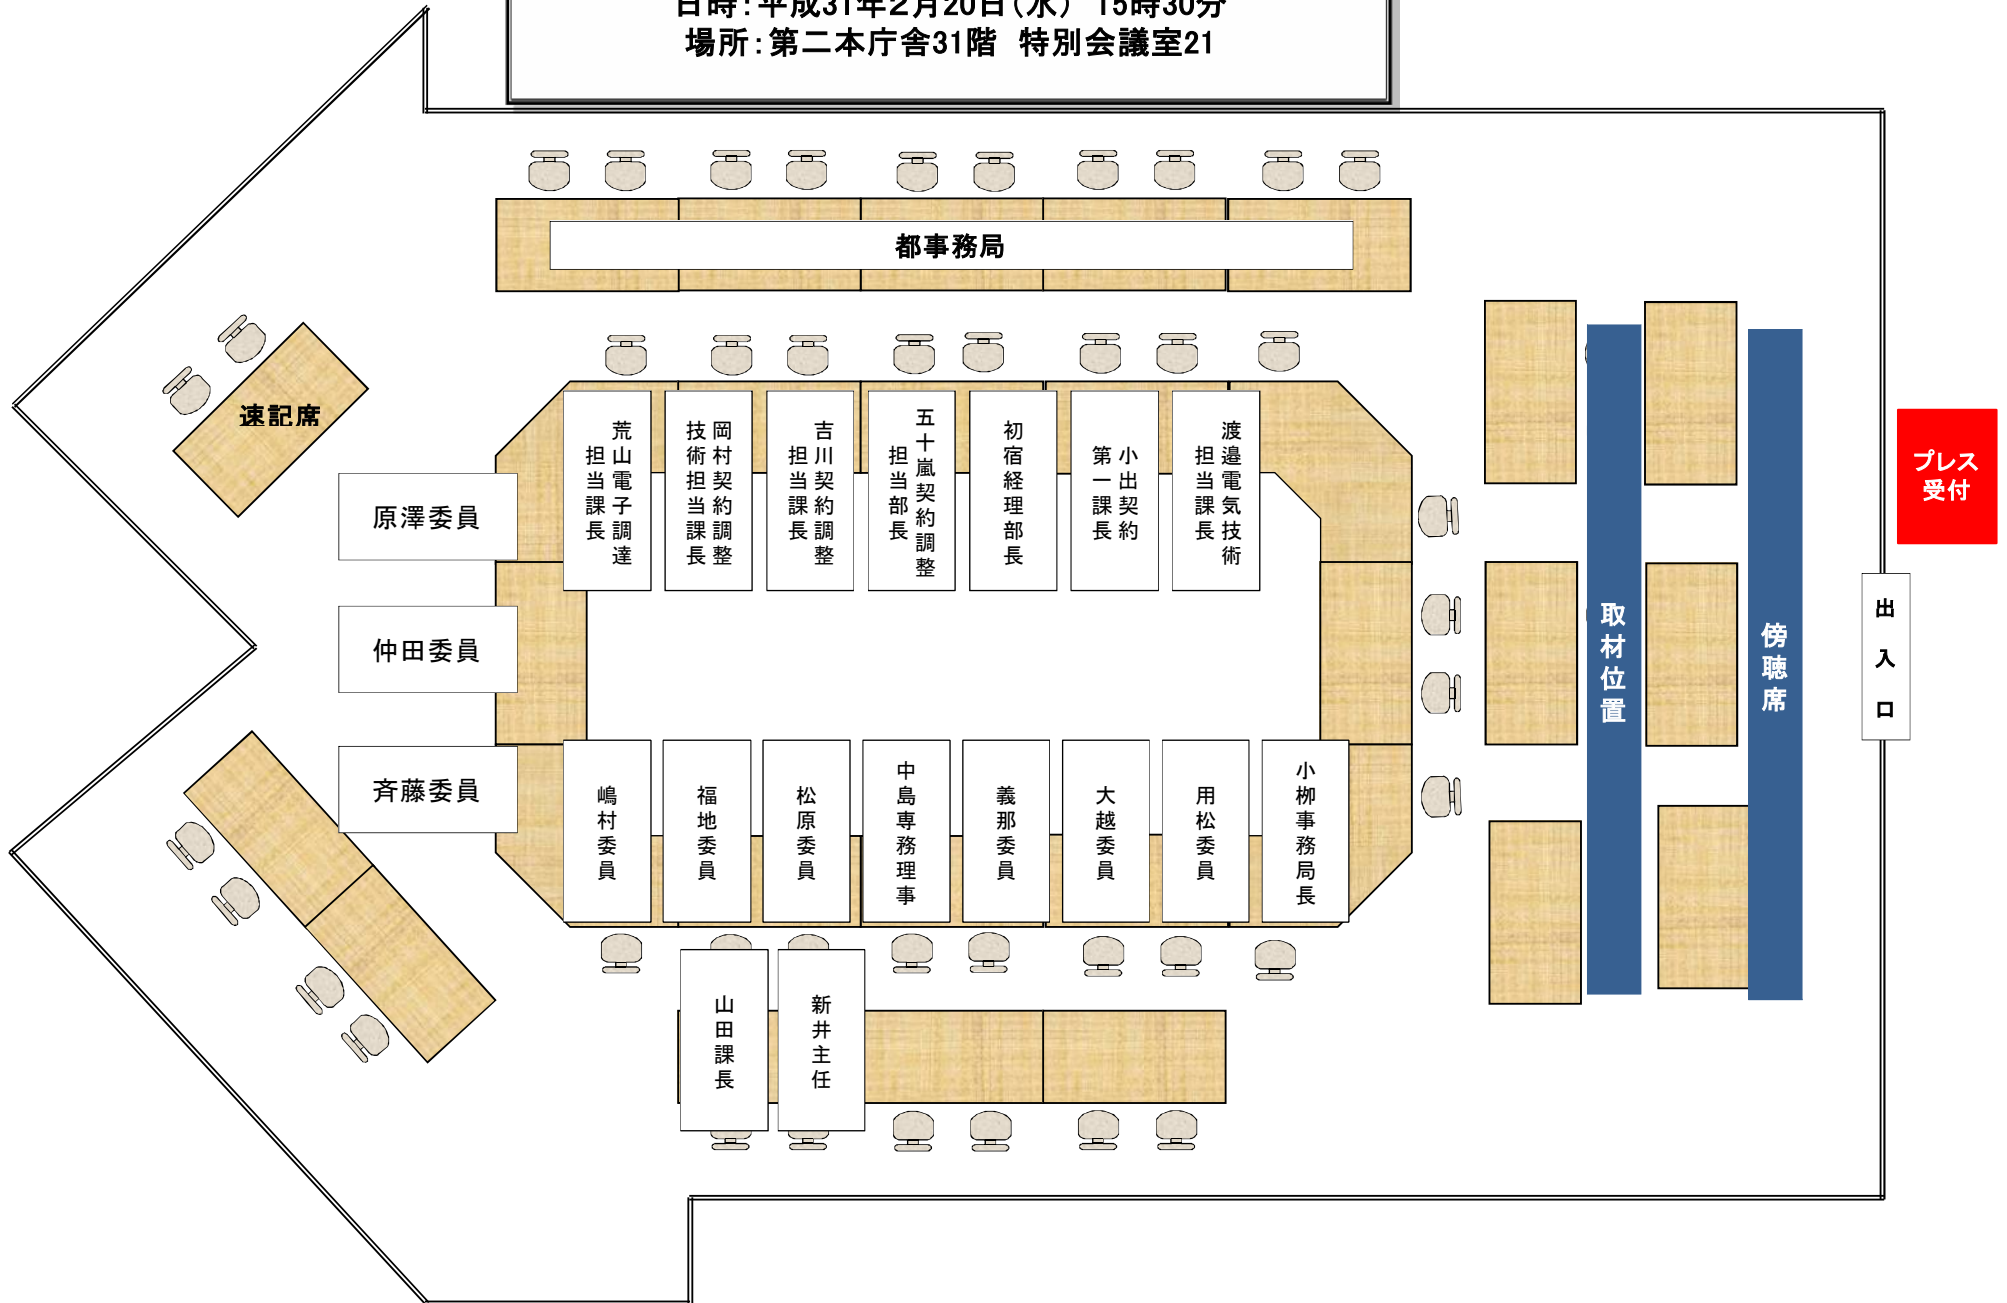 日時：平成31年2月20日（水） 15時30分
場所：第二本庁舎31階 特別会議室21
都事務局
速記席
原澤委員
仲田委員
斉藤委員
荒山電子調達
担当課長
岡村契約調整
技術担当課長
吉川契約調整
担当課長
五十嵐契約調整
担当部長
初宿経理部長
小出契約
第一課長
渡邉電気技術
担当課長
嶋村委員
福地委員
松原委員
中島専務理事
義那委員
大越委員
用松委員
小栁事務局長
山田課長
新井主任
取材位置
傍聴席
プレス
受付
出入口